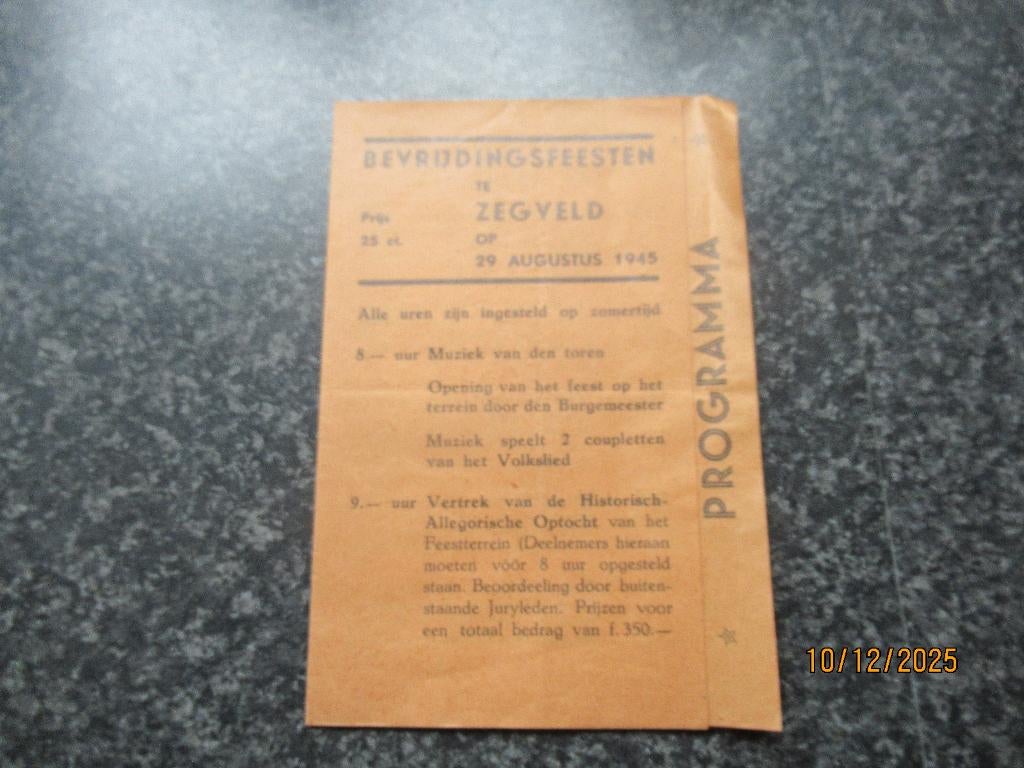 BEVRIJDINGSFEESTEN
TE
Prijs ZEGVELD
25 ct. OP
29 AUGUSTUS 1945
Alle uren zijn ingesteld op zomertijd
8.— uur Muziek van den toren
Opening van het feest op het
terrein door den Burgemeester
Muziek speelt 2 coupletten
van het Volkslied
9.— uur Vertrek van de Historisch-
Allegorische Optocht van het
Feestterrein (Deelnemers hieraan
moeten vóór 8 uur opgesteld
staan. Beoordeeling door buiten-
staande Juryleden. Prijzen voor
een totaal bedrag van f. 350.—
PROGRAMMA
10/12/2025